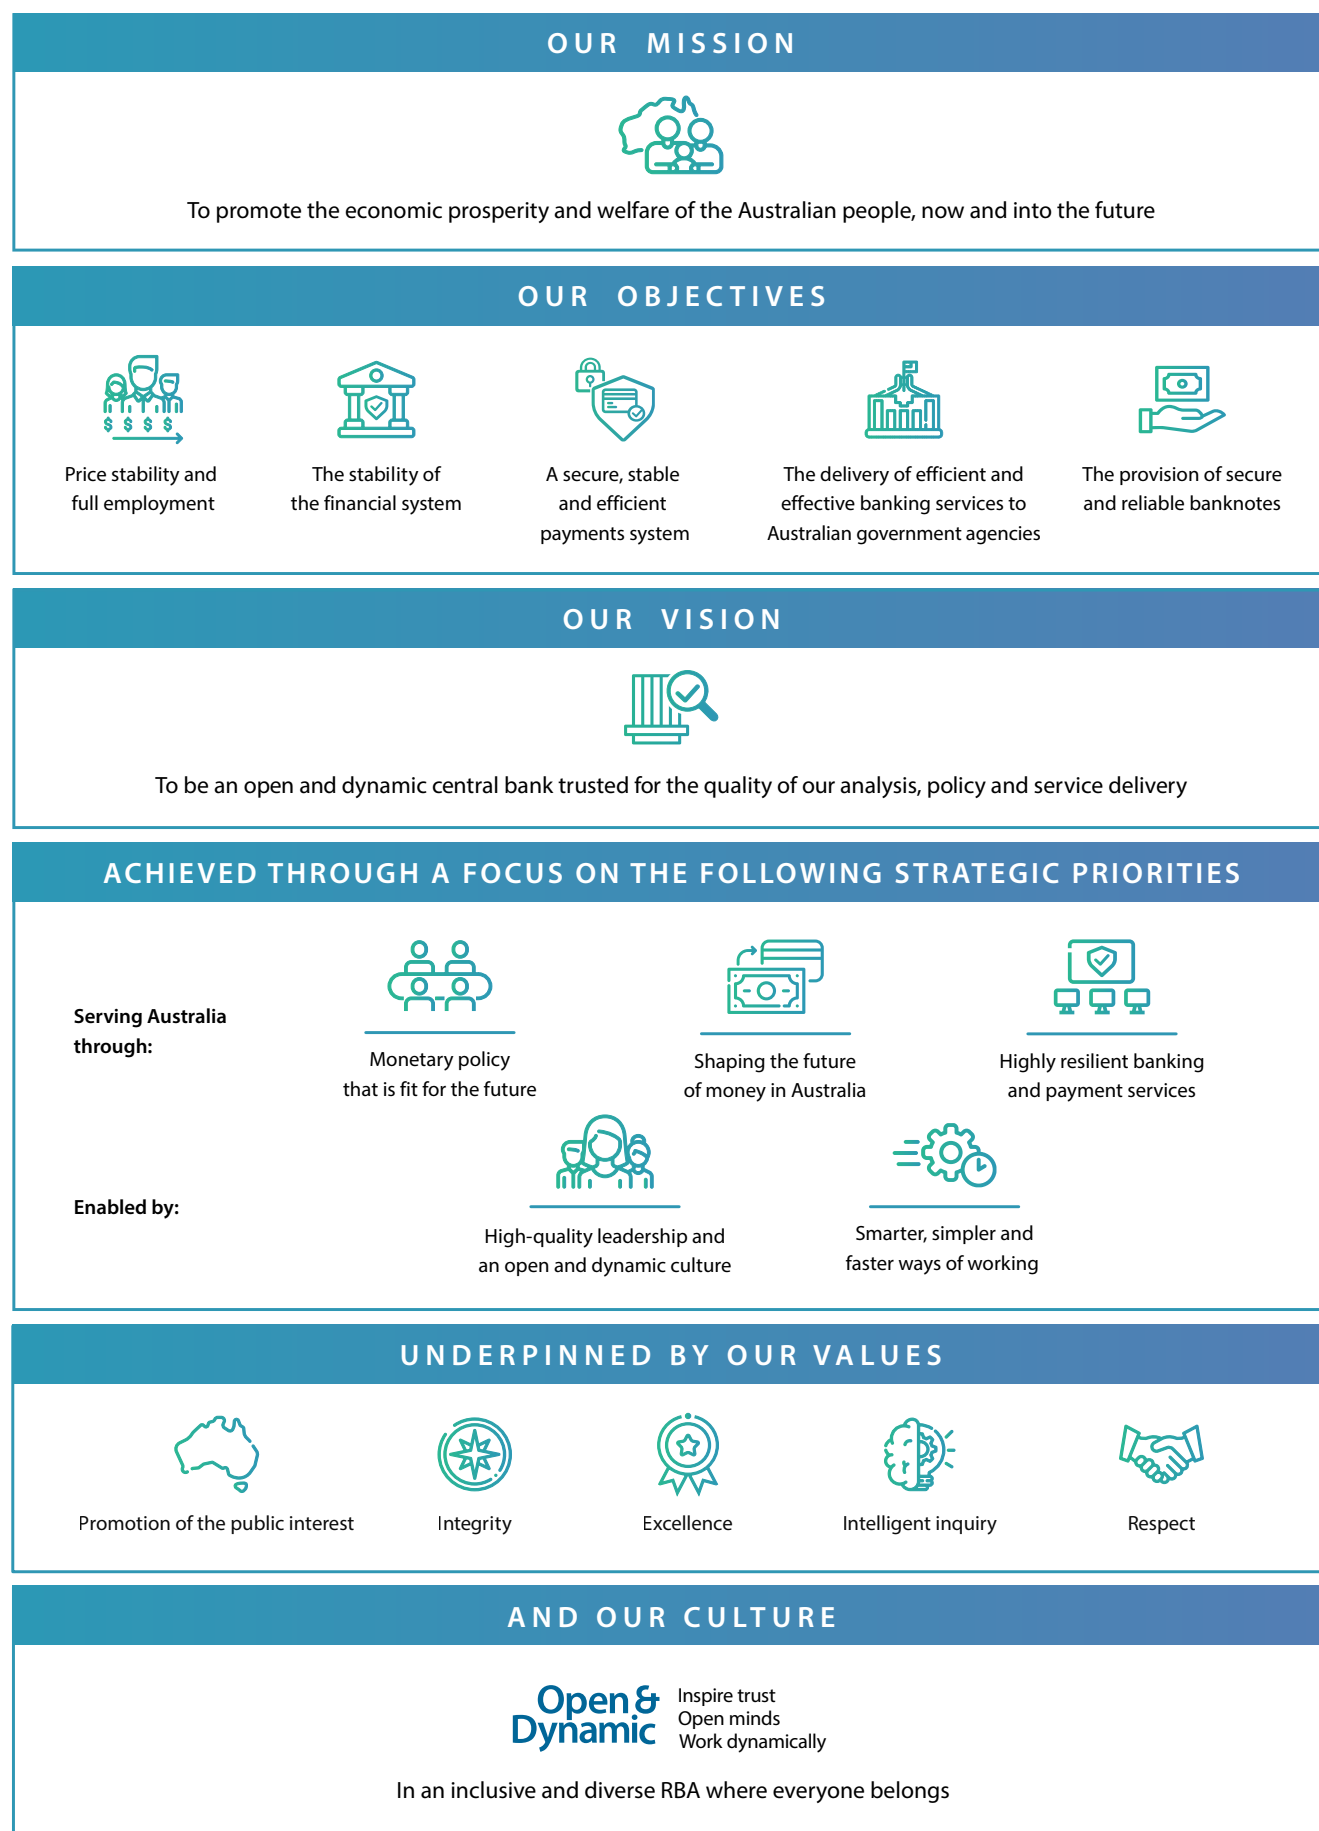 OUR MISSION
To promote the economic prosperity and welfare of the Australian people, now and into the future
OUR OBJECTIVES
Price stability and
full employment
The stability of
the financial system
A secure, stable
and efficient
payments system
The delivery of efficient and
effective banking services to
Australian government agencies
The provision of secure
and reliable banknotes
OUR VISION
To be an open and dynamic central bank trusted for the quality of our analysis, policy and service delivery
ACHIEVED THROUGH A FOCUS ON THE FOLLOWING STRATEGIC PRIORITIES
Serving Australia
through:
Monetary policy
that is fit for the future
Shaping the future
of money in Australia
Highly resilient banking
and payment services
Enabled by:
High-quality leadership and
an open and dynamic culture
Smarter, simpler and
faster ways of working
UNDERPINNED BY OUR VALUES
Promotion of the public interest
Integrity
Excellence
Intelligent inquiry
Respect
AND OUR CULTURE
Open &
Dynamic
Inspire trust
Open minds
Work dynamically
In an inclusive and diverse RBA where everyone belongs